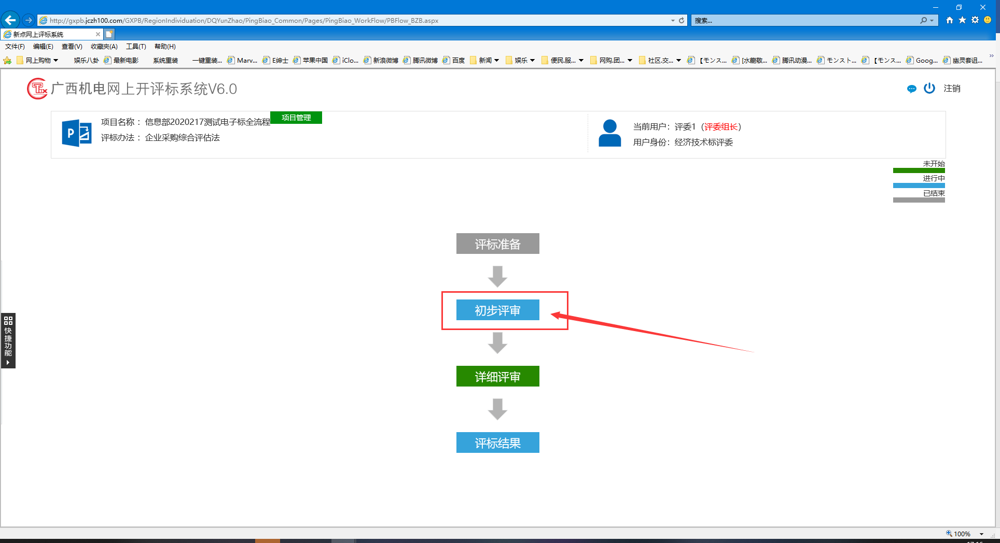 http://gxpb.jczh100.com/GXPB/RegionIndividuation/DQYunZhao/PingBiao_Common/Pages/PingBiao_WorkFlow/PBFlow_BZB.aspx
搜索...
新点网上评标系统
文件(F) 编辑(E) 查看(V) 收藏夹(A) 工具(T) 帮助(H)
网上购物 娱乐八卦 最新电影 系统重装 一键重装... Marv... E绅士 苹果中国 iClo... 新浪微博 腾讯微博 百度 新闻 娱乐 便民.服... 网购.团... 社区.交... 【モンス... [水龍敬... 腾讯动漫... モンスト... 【モンス... Goog... 幽灵套诅...
广西机电网上开评标系统V6.0
注销
项目名称： 信息部2020217测试电子标全流程
项目管理
评标办法： 企业采购综合评估法
当前用户：评委1（评委组长）
用户身份：经济技术标评委
未开始
进行中
已结束
评标准备
初步评审
详细评审
评标结果
快捷功能
100%